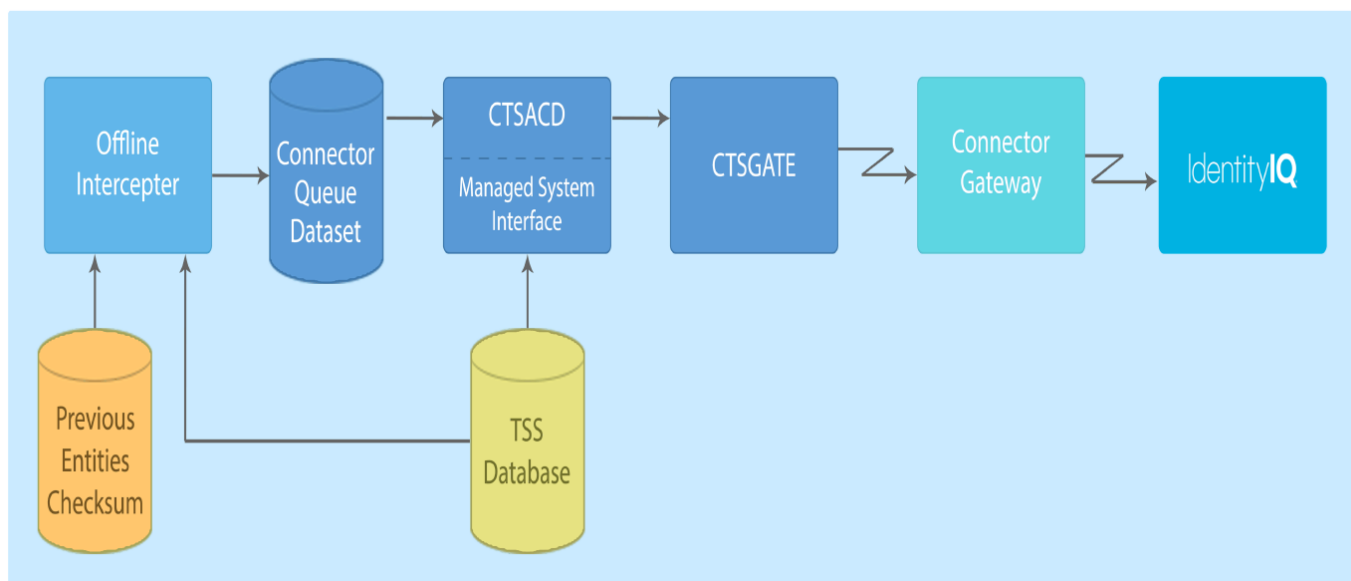 Offline
Intercepter
Connector
Queue
Dataset
CTSACD
Managed System
Interface
CTSGATE
Connector
Gateway
IdentityIQ
Previous
Entities
Checksum
TSS
Database